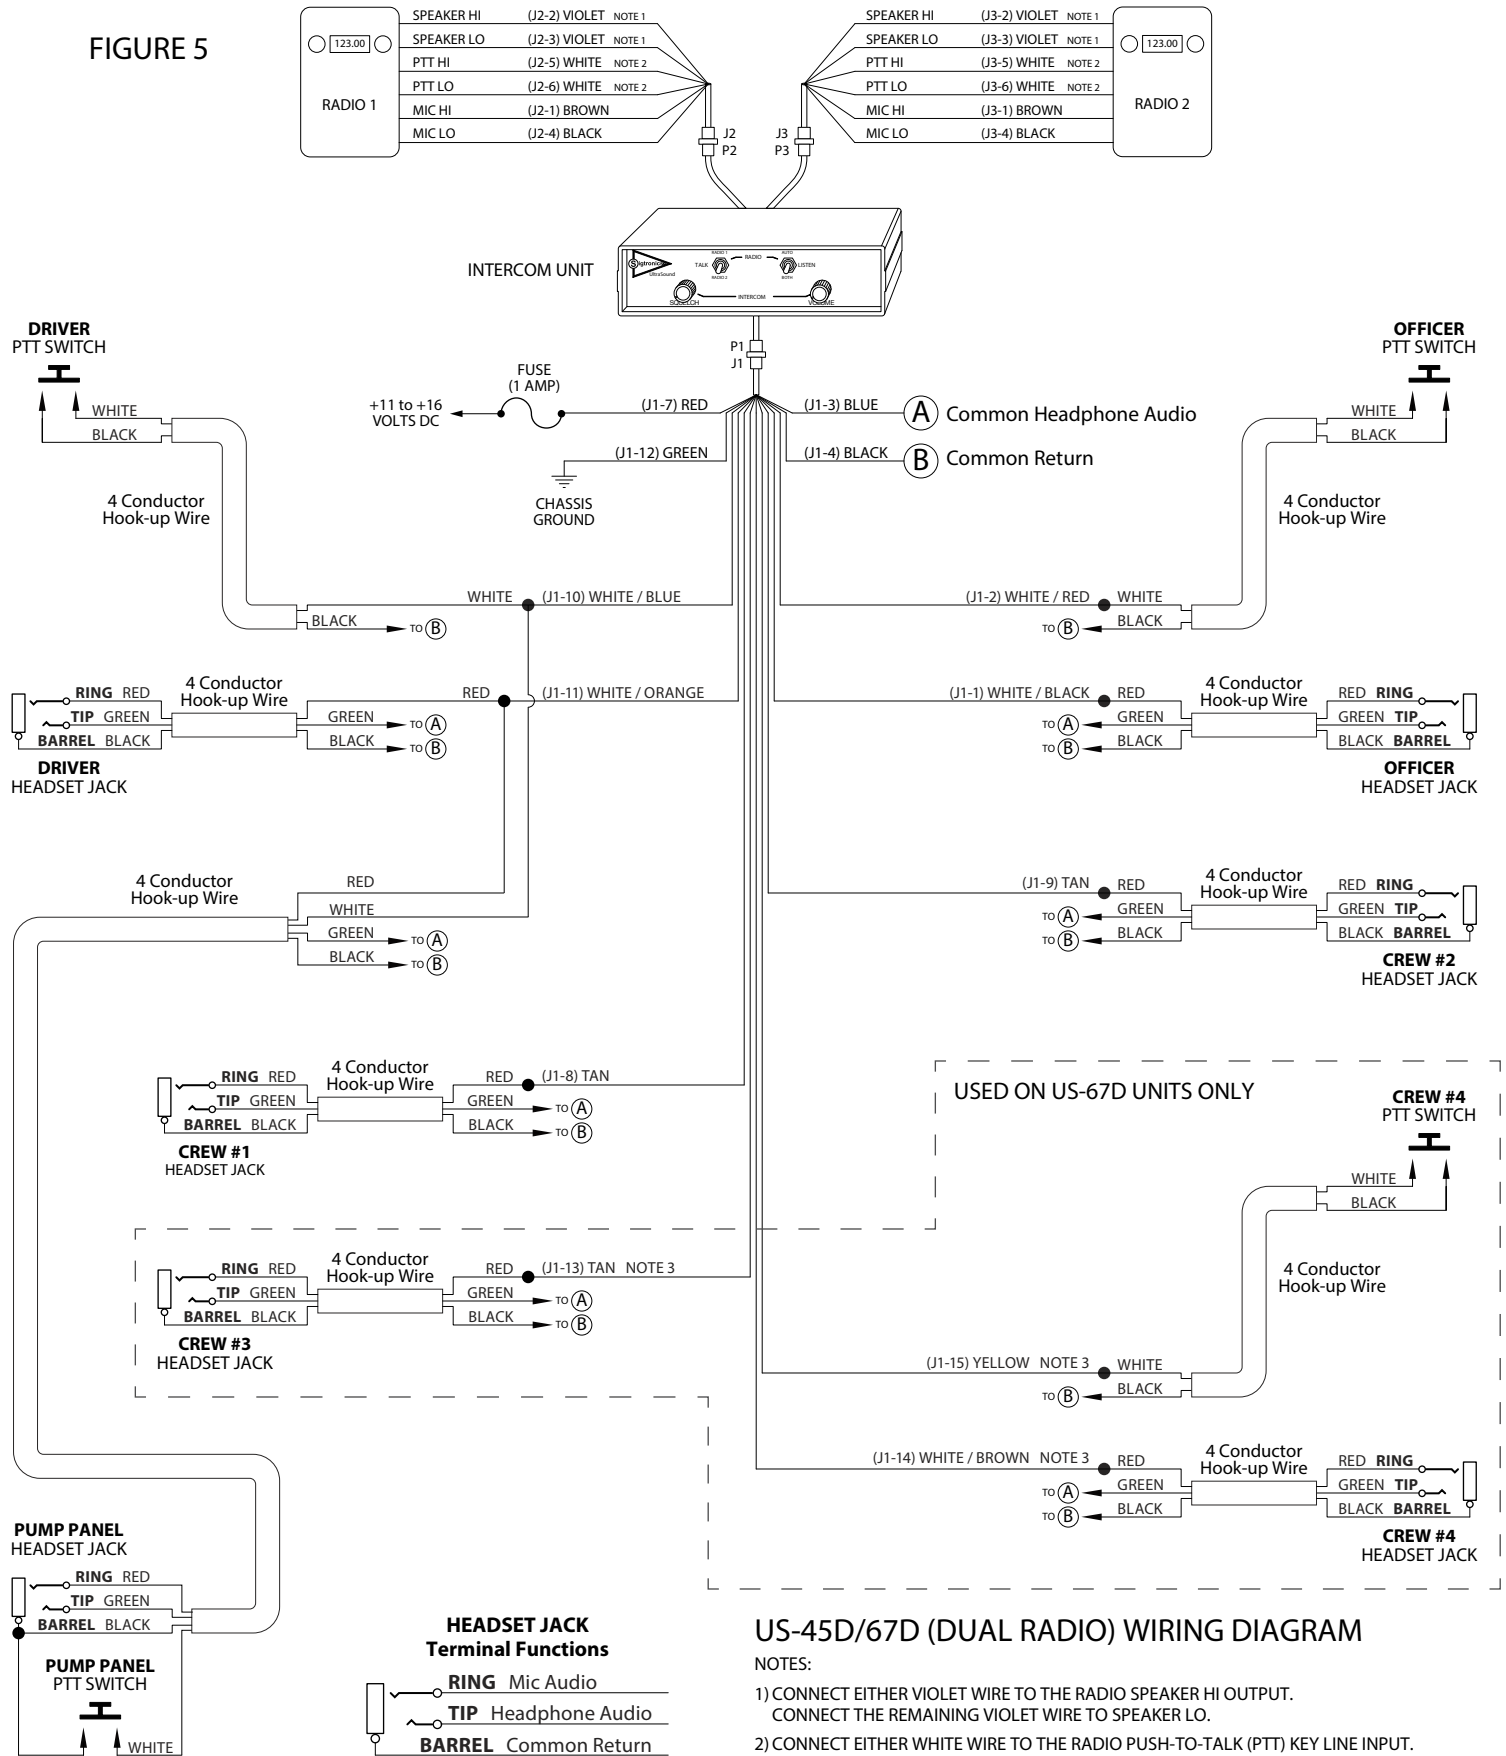 FIGURE 5
123.00
RADIO 1
SPEAKER HI (J2-2) VIOLET NOTE 1
SPEAKER LO (J2-3) VIOLET NOTE 1
PTT HI (J2-5) WHITE NOTE 2
PTT LO (J2-6) WHITE NOTE 2
MIC HI (J2-1) BROWN
MIC LO (J2-4) BLACK
J2
P2
SPEAKER HI (J3-2) VIOLET NOTE 1
SPEAKER LO (J3-3) VIOLET NOTE 1
PTT HI (J3-5) WHITE NOTE 2
PTT LO (J3-6) WHITE NOTE 2
MIC HI (J3-1) BROWN
MIC LO (J3-4) BLACK
123.00
RADIO 2
J3
P3
INTERCOM UNIT
Sigtronics
UltraSound
RADIO 1
TALK
RADIO 2
RADIO
AUTO
LISTEN
BOTH
SQUELCH
INTERCOM
VOLUME
P1
J1
DRIVER
PTT SWITCH
WHITE
BLACK
4 Conductor
Hook-up Wire
+11 to +16
VOLTS DC
FUSE
(1 AMP)
(J1-7) RED
(J1-12) GREEN
CHASSIS
GROUND
(J1-3) BLUE A Common Headphone Audio
(J1-4) BLACK B Common Return
OFFICER
PTT SWITCH
WHITE
BLACK
4 Conductor
Hook-up Wire
WHITE (J1-10) WHITE / BLUE
BLACK TO B
(J1-2) WHITE / RED WHITE
TO B BLACK
RING RED
TIP GREEN
BARREL BLACK
DRIVER
HEADSET JACK
4 Conductor
Hook-up Wire
RED (J1-11) WHITE / ORANGE
GREEN TO A
BLACK TO B
(J1-1) WHITE / BLACK RED
TO A GREEN
TO B BLACK
4 Conductor
Hook-up Wire
RED RING
GREEN TIP
BLACK BARREL
OFFICER
HEADSET JACK
4 Conductor
Hook-up Wire
RED
WHITE
GREEN TO A
BLACK TO B
(J1-9) TAN RED
TO A GREEN
TO B BLACK
4 Conductor
Hook-up Wire
RED RING
GREEN TIP
BLACK BARREL
CREW #2
HEADSET JACK
RING RED
TIP GREEN
BARREL BLACK
CREW #1
HEADSET JACK
4 Conductor
Hook-up Wire
RED (J1-8) TAN
GREEN TO A
BLACK TO B
USED ON US-67D UNITS ONLY
CREW #4
PTT SWITCH
WHITE
BLACK
4 Conductor
Hook-up Wire
RING RED
TIP GREEN
BARREL BLACK
CREW #3
HEADSET JACK
4 Conductor
Hook-up Wire
RED (J1-13) TAN NOTE 3
GREEN TO A
BLACK TO B
(J1-15) YELLOW NOTE 3 WHITE
TO B BLACK
(J1-14) WHITE / BROWN NOTE 3 RED
TO A GREEN
TO B BLACK
4 Conductor
Hook-up Wire
RED RING
GREEN TIP
BLACK BARREL
CREW #4
HEADSET JACK
PUMP PANEL
HEADSET JACK
RING RED
TIP GREEN
BARREL BLACK
PUMP PANEL
PTT SWITCH
WHITE
HEADSET JACK
Terminal Functions
RING Mic Audio
TIP Headphone Audio
BARREL Common Return
US-45D/67D (DUAL RADIO) WIRING DIAGRAM
NOTES:
1) CONNECT EITHER VIOLET WIRE TO THE RADIO SPEAKER HI OUTPUT.
CONNECT THE REMAINING VIOLET WIRE TO SPEAKER LO.
2) CONNECT EITHER WHITE WIRE TO THE RADIO PUSH-TO-TALK (PTT) KEY LINE INPUT.